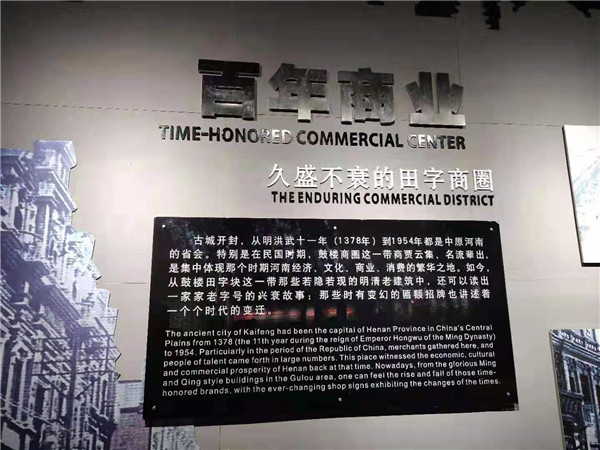 百年商业
TIME-HONORED COMMERCIAL CENTER
久盛不衰的田字商圈
THE ENDURING COMMERCIAL DISTRICT
古城开封，从明洪武十一年（1378年）到1954年都是中原河南
的省会。特别是在民国时期，鼓楼商圈这一带商贾云集、名流辈出，
是集中体现那个时期河南经济、文化、商业、消费的繁华之地。如今，
从鼓楼田字块这一带那些若隐若现的明清老建筑中，还可以读出
一家家老字号的兴衰故事；那些时有变幻的匾额招牌也讲述着
一个个时代的变迁。
The ancient city of Kaifeng had been the capital of Henan Province in China's Central
Plains from 1378 (the 11th year during the reign of Emperor Hongwu of the Ming Dynasty)
to 1954. Particularly in the period of the Republic of China, merchants gathered here, and
people of talent came forth in large numbers. This place witnessed the economic, cultural
and commercial prosperity of Henan back at that time. Nowadays, from the glorious Ming
and Qing style buildings in the Gulou area, one can feel the rise and fall of those time-
honored brands, with the ever-changing shop signs exhibiting the changes of the times.